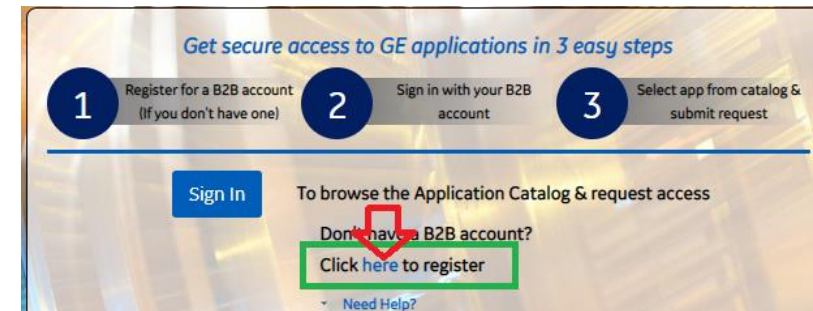 Get secure access to GE applications in 3 easy steps
1
Register for a B2B account
(If you don't have one)
2
Sign in with your B2B
account
3
Select app from catalog &
submit request
Sign In
To browse the Application Catalog & request access
Don't have a B2B account?
Click here to register
Need Help?